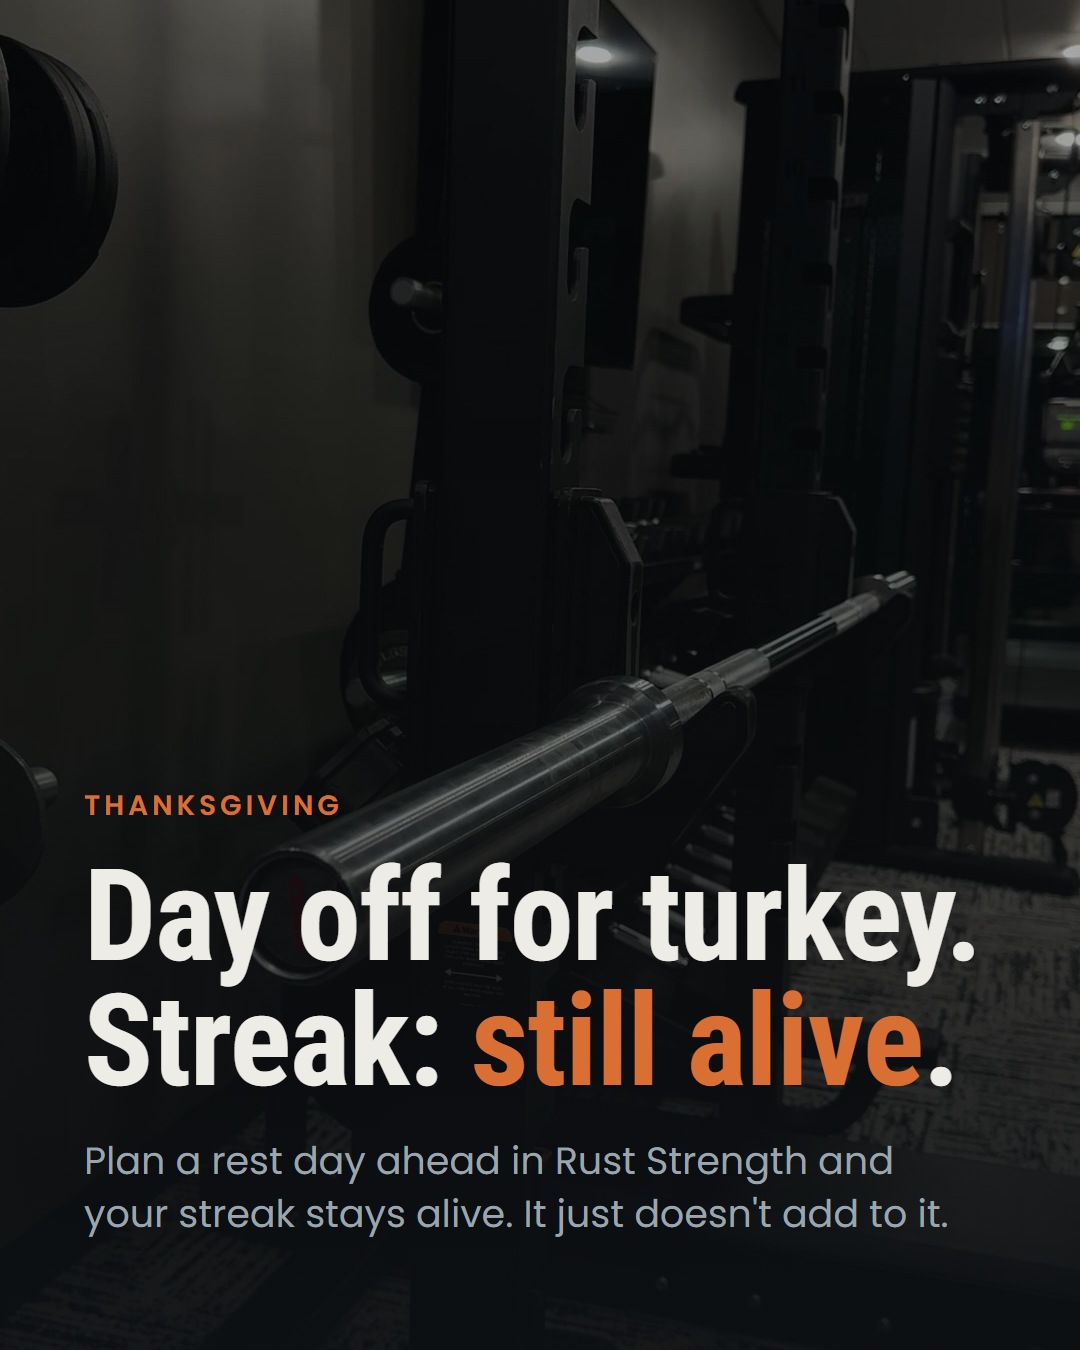 THANKSGIVING
Day off for turkey.
Streak: still alive.
Plan a rest day ahead in Rust Strength and
your streak stays alive. It just doesn't add to it.